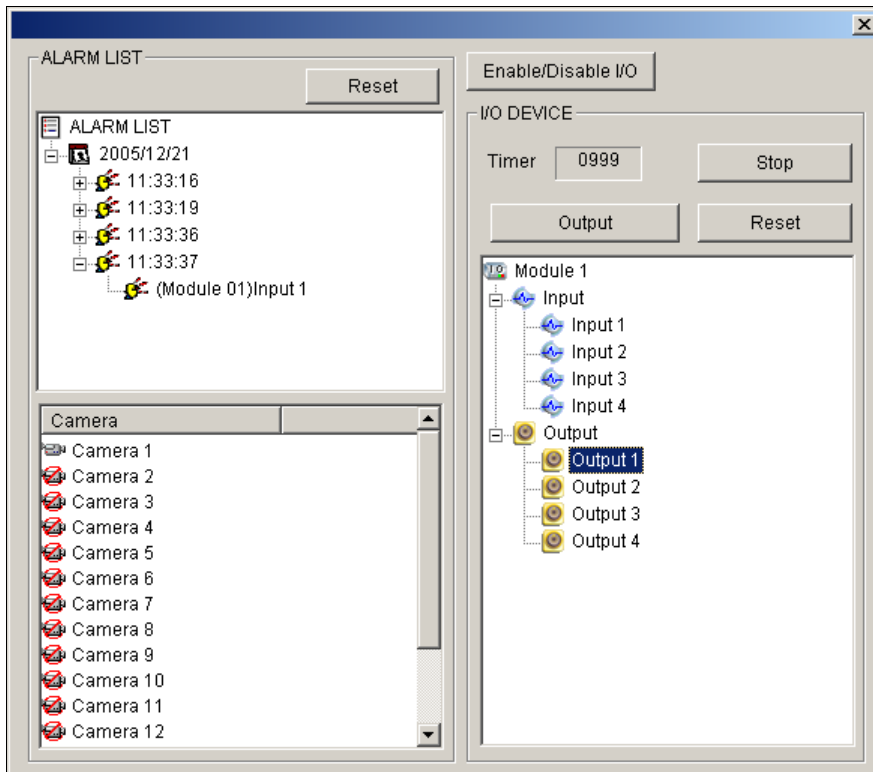 ALARM LIST
Reset
ALARM LIST
2005/12/21
11:33:16
11:33:19
11:33:36
11:33:37
(Module 01)Input 1
Camera
Camera 1
Camera 2
Camera 3
Camera 4
Camera 5
Camera 6
Camera 7
Camera 8
Camera 9
Camera 10
Camera 11
Camera 12
Enable/Disable I/O
I/O DEVICE
Timer 0999 Stop
Output Reset
Module 1
Input
Input 1
Input 2
Input 3
Input 4
Output
Output 1
Output 2
Output 3
Output 4